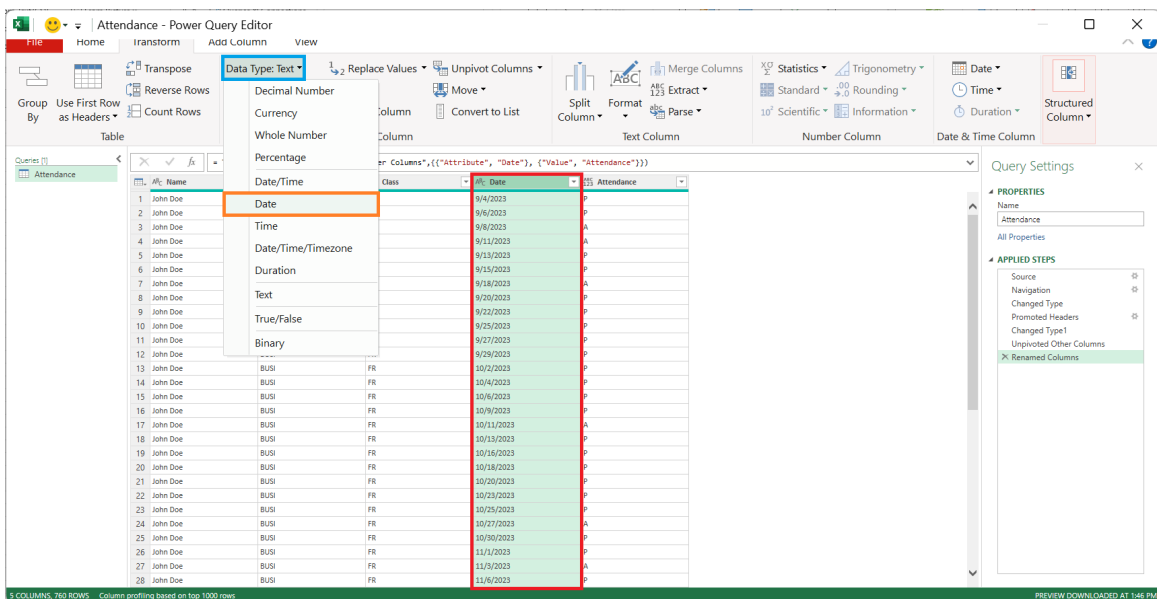 Attendance - Power Query Editor
File Home Transform Add Column View
Group By
Use First Row as Headers
Transpose
Reverse Rows
Count Rows
Table
Data Type: Text
Decimal Number
Currency
Whole Number
Percentage
Date/Time
Date
Time
Date/Time/Timezone
Duration
Text
True/False
Binary
1 2 Replace Values
Unpivot Columns
Move
Convert to List
Column
Split Column
Format
Merge Columns
Extract
Parse
Text Column
Statistics
Standard
Scientific
Trigonometry
Rounding
Information
Number Column
Date
Time
Duration
Date & Time Column
Structured Column
Queries [1]
Attendance
fx =
er Columns",{{"Attribute", "Date"}, {"Value", "Attendance"}})
Name Class Date Attendance
1 John Doe 9/4/2023 P
2 John Doe 9/6/2023 P
3 John Doe 9/8/2023 A
4 John Doe 9/11/2023 A
5 John Doe 9/13/2023 P
6 John Doe 9/15/2023 P
7 John Doe 9/18/2023 A
8 John Doe 9/20/2023 P
9 John Doe 9/22/2023 P
10 John Doe 9/25/2023 P
11 John Doe 9/27/2023 P
12 John Doe 9/29/2023 P
13 John Doe BUSI FR 10/2/2023 P
14 John Doe BUSI FR 10/4/2023 P
15 John Doe BUSI FR 10/6/2023 P
16 John Doe BUSI FR 10/9/2023 P
17 John Doe BUSI FR 10/11/2023 A
18 John Doe BUSI FR 10/13/2023 P
19 John Doe BUSI FR 10/16/2023 P
20 John Doe BUSI FR 10/18/2023 P
21 John Doe BUSI FR 10/20/2023 P
22 John Doe BUSI FR 10/23/2023 P
23 John Doe BUSI FR 10/25/2023 P
24 John Doe BUSI FR 10/27/2023 A
25 John Doe BUSI FR 10/30/2023 P
26 John Doe BUSI FR 11/1/2023 P
27 John Doe BUSI FR 11/3/2023 A
28 John Doe BUSI FR 11/6/2023 P
Query Settings
PROPERTIES
Name
Attendance
All Properties
APPLIED STEPS
Source
Navigation
Changed Type
Promoted Headers
Changed Type1
Unpivoted Other Columns
Renamed Columns
5 COLUMNS, 760 ROWS Column profiling based on top 1000 rows
PREVIEW DOWNLOADED AT 1:46 PM